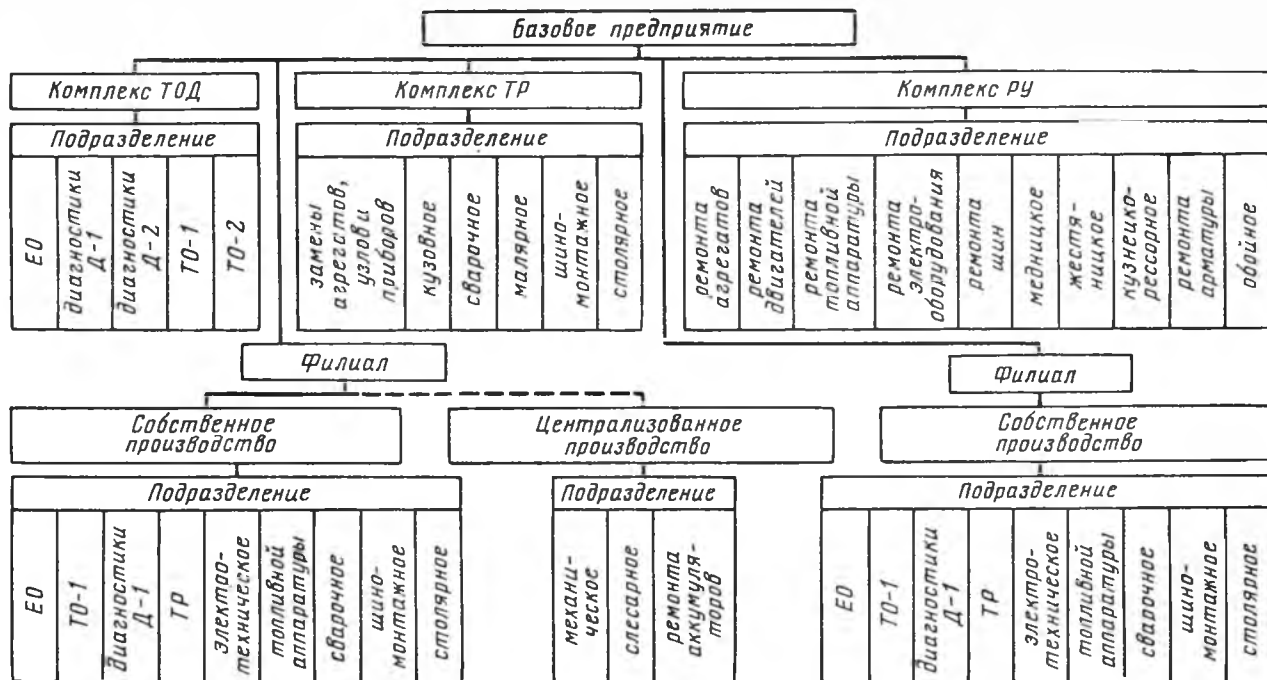 Базовое предприятие
Комплекс ТОД
Комплекс ТР
Комплекс РУ
Подразделение
Подразделение
Подразделение
ЕО
диагностики
Д-1
диагностики
Д-2
ТО-1
ТО-2
замены
агрегатов,
узлов и
приборов
кузовное
сварочное
малярное
шино-
монтажное
столярное
ремонта
агрегатов
ремонта
двигателей
ремонта
топливной
аппаратуры
ремонта
электро-
оборудования
ремонта
шин
медницкое
жестя-
ницкое
кузнецко-
рессорное
ремонта
арматуры
обойное
Филиал
Филиал
Собственное
производство
Централизованное
производство
Собственное
производство
Подразделение
Подразделение
Подразделение
ЕО
ТО-1
Диагностики
Д-1
ТР
электро-
техническое
топливной
аппаратуры
сварочное
шино-
монтажное
столярное
механи-
ческое
слесарное
ремонта
аккумуля-
торов
ЕО
ТО-1
Диагностики
Д-1
ТР
электро-
техническое
топливной
аппаратуры
сварочное
шино-
монтажное
столярное